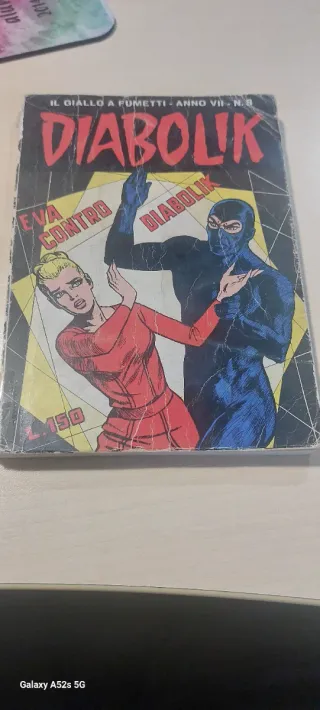 IL GIALLO A FUMETTI - ANNO VII - N. 8
DIABOLIK
EVA
CONTRO
DIABOLIK
L. 150
Galaxy A52s 5G